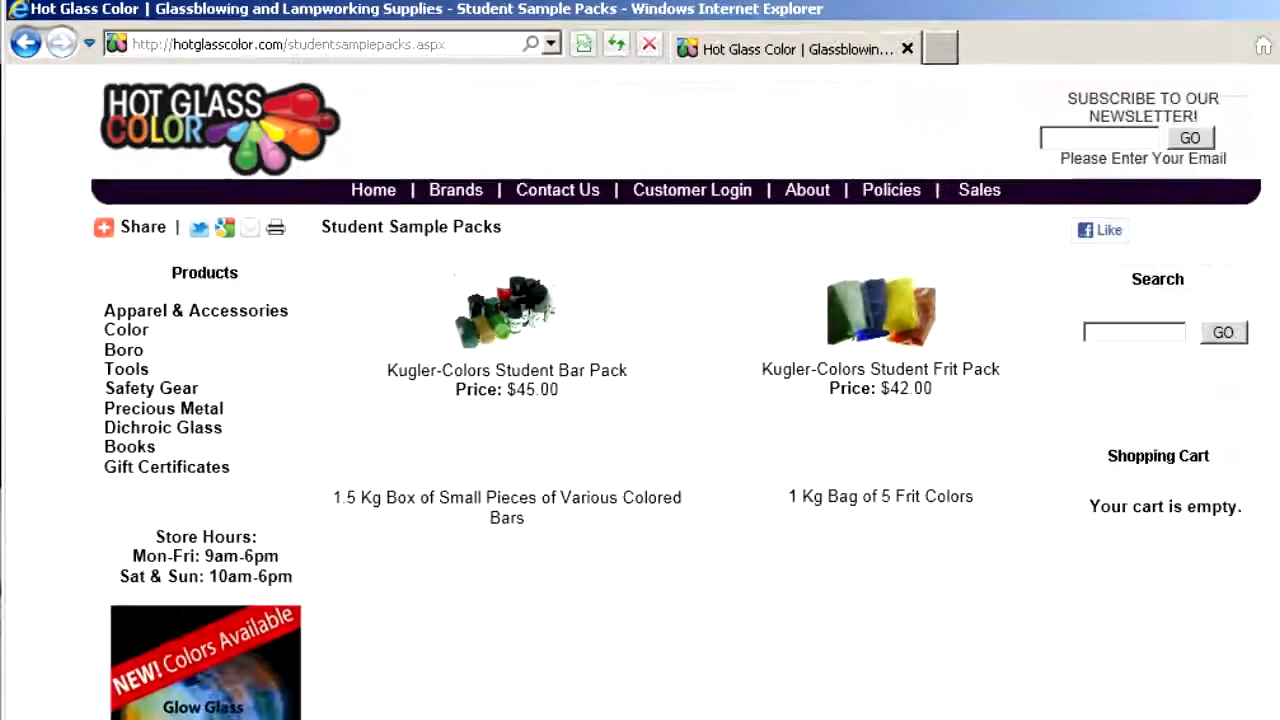 Hot Glass Color | Glassblowing and Lampworking Supplies - Student Sample Packs - Windows Internet Explorer
http://hotglasscolor.com/studentsamplepacks.aspx
Hot Glass Color | Glassblowin...
HOT GLASS
COLOR
SUBSCRIBE TO OUR
NEWSLETTER!
GO
Please Enter Your Email
Home | Brands | Contact Us | Customer Login | About | Policies | Sales
Share |
Student Sample Packs
Like
Products
Apparel & Accessories
Color
Boro
Tools
Safety Gear
Precious Metal
Dichroic Glass
Books
Gift Certificates
Store Hours:
Mon-Fri: 9am-6pm
Sat & Sun: 10am-6pm
NEW! Colors Available
Glow Glass
Kugler-Colors Student Bar Pack
Price: $45.00
1.5 Kg Box of Small Pieces of Various Colored
Bars
Kugler-Colors Student Frit Pack
Price: $42.00
1 Kg Bag of 5 Frit Colors
Search
GO
Shopping Cart
Your cart is empty.